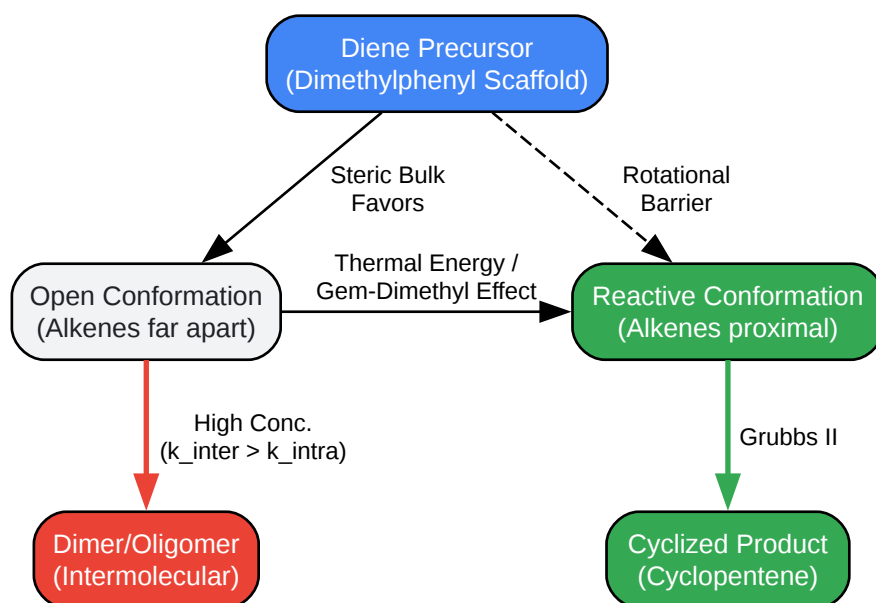 Diene Precursor
(Dimethylphenyl Scaffold)
Steric Bulk
Favors
Rotational
Barrier
Thermal Energy /
Gem-Dimethyl Effect
Open Conformation
(Alkenes far apart)
Reactive Conformation
(Alkenes proximal)
High Conc.
(k_inter > k_intra)
Grubbs II
Dimer/Oligomer
(Intermolecular)
Cyclized Product
(Cyclopentene)